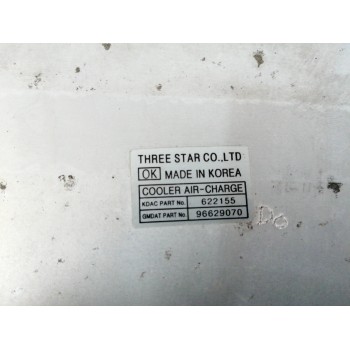 THREE STAR CO.,LTD
OK MADE IN KOREA
COOLER AIR-CHARGE
KDAC PART No. 622155
GMDAT PART No. 96629070